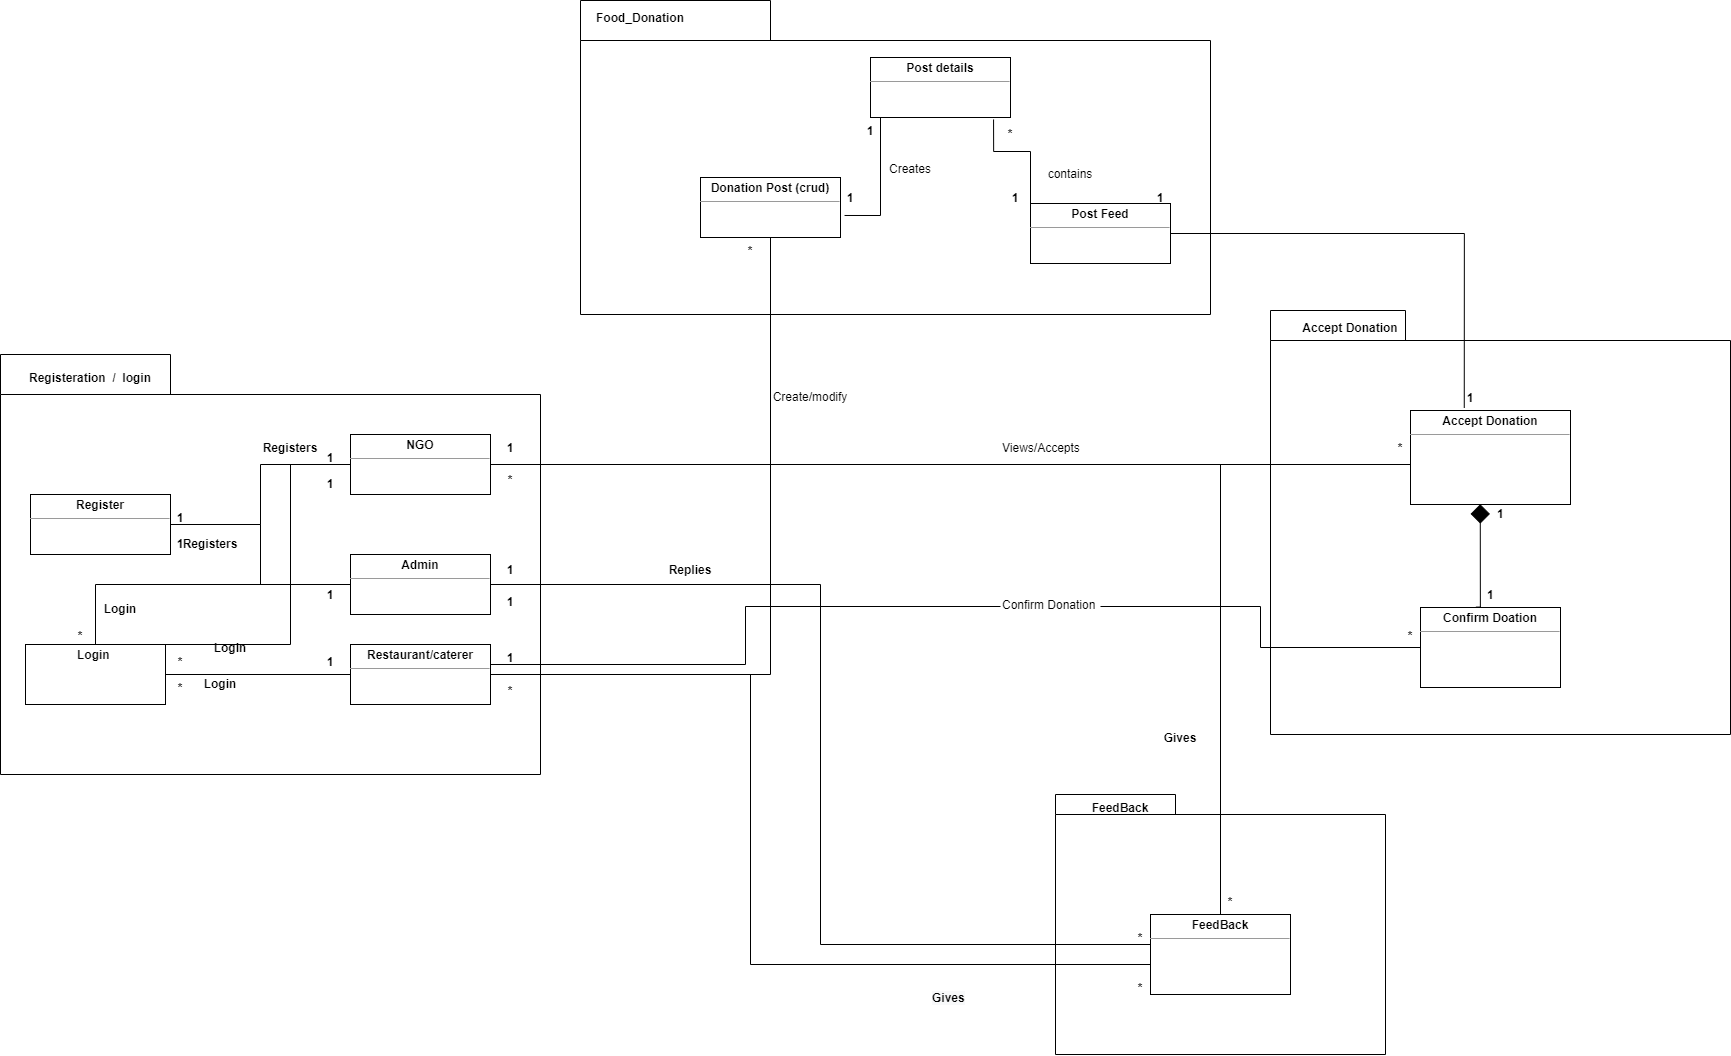 Food_Donation
Post details
1
*
Creates
contains
Donation Post (crud)
1
1
1
Post Feed
*
Accept Donation
Registeration / login
Create/modify
1
Accept Donation
Registers
1
NGO
1
Views/Accepts
*
1
*
Register
1
1
1Registers
Admin
1
Replies
1
1
1
Login
Confirm Donation
*
Confirm Doation
*
Login
Login
*
1
Restaurant/caterer
1
*
Login
*
Gives
FeedBack
*
FeedBack
*
*
Gives